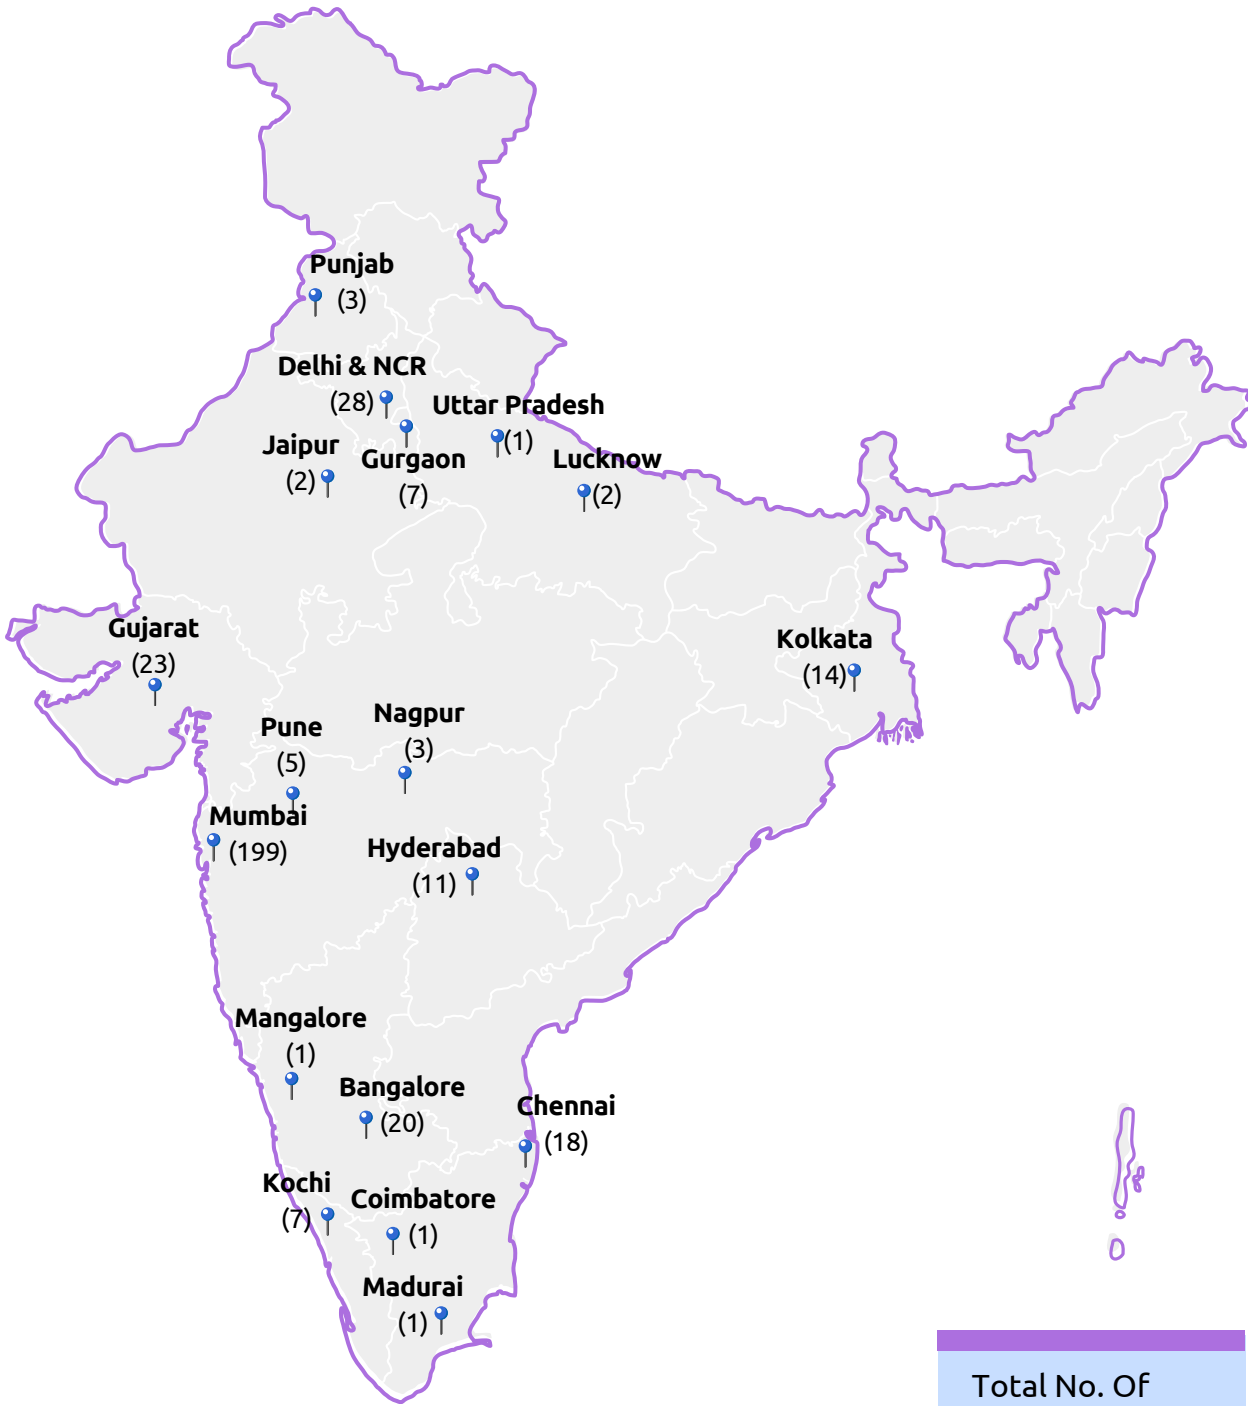 Punjab
(3)
Delhi & NCR
(28)
Uttar Pradesh
(1)
Jaipur
(2)
Gurgaon
(7)
Lucknow
(2)
Gujarat
(23)
Kolkata
(14)
Pune
(5)
Nagpur
(3)
Mumbai
(199)
Hyderabad
(11)
Mangalore
(1)
Bangalore
(20)
Chennai
(18)
Kochi
(7)
Coimbatore
(1)
Madurai
(1)
Total No. Of